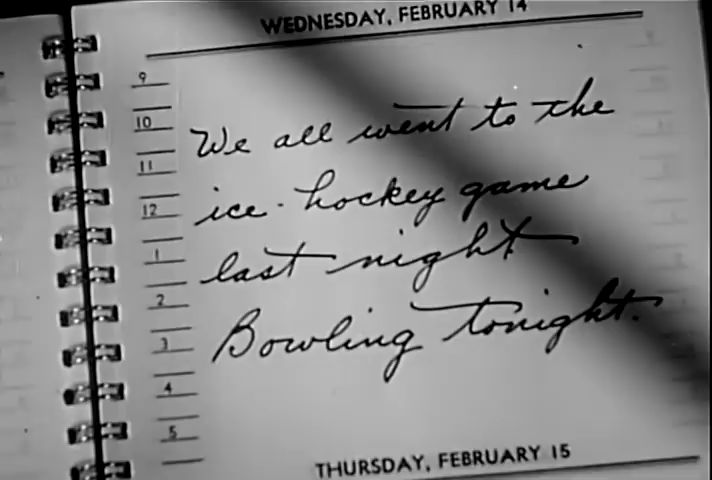 WEDNESDAY, FEBRUARY 14
9
10
11
12
1
2
3
4
5
We all went to the
ice-hockey game
last night.
Bowling tonight.
THURSDAY, FEBRUARY 15